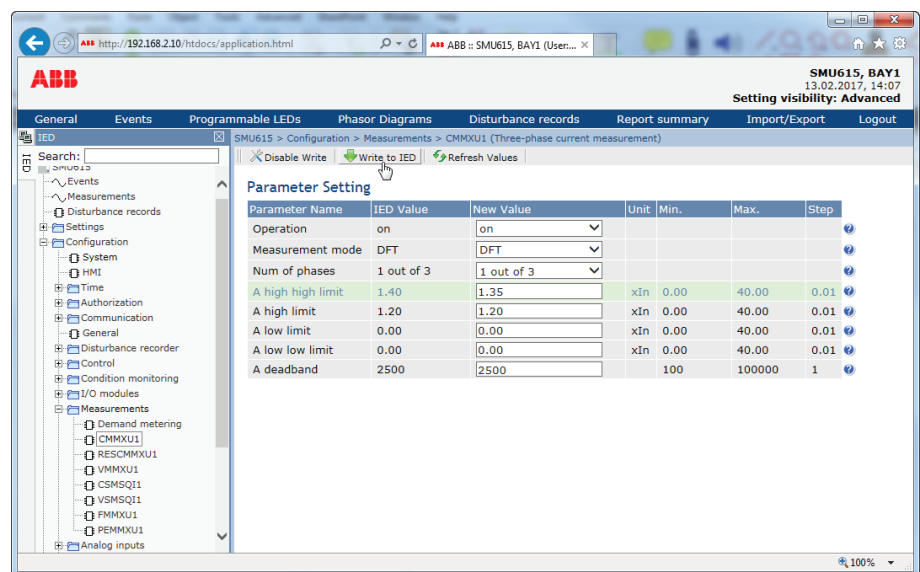 http://192.168.2.10/htdocs/application.html
ABB :: SMU615, BAY1 (User:...
ABB
SMU615, BAY1
13.02.2017, 14:07
Setting visibility: Advanced
General Events Programmable LEDs Phasor Diagrams Disturbance records Report summary Import/Export Logout
IED
IED
Search:
SMU615
Events
Measurements
Disturbance records
Settings
Configuration
System
HMI
Time
Authorization
Communication
General
Disturbance recorder
Control
Condition monitoring
I/O modules
Measurements
Demand metering
CMMXU1
RESCMMXU1
VMMXU1
CSMSQI1
VSMSQI1
FMMXU1
PEMMXU1
Analog inputs
SMU615 > Configuration > Measurements > CMMXU1 (Three-phase current measurement)
Disable Write Write to IED Refresh Values
Parameter Setting
Parameter Name IED Value New Value Unit Min. Max. Step
Operation on on
Measurement mode DFT DFT
Num of phases 1 out of 3 1 out of 3
A high high limit 1.40 1.35 xIn 0.00 40.00 0.01
A high limit 1.20 1.20 xIn 0.00 40.00 0.01
A low limit 0.00 0.00 xIn 0.00 40.00 0.01
A low low limit 0.00 0.00 xIn 0.00 40.00 0.01
A deadband 2500 2500 100 100000 1
100%